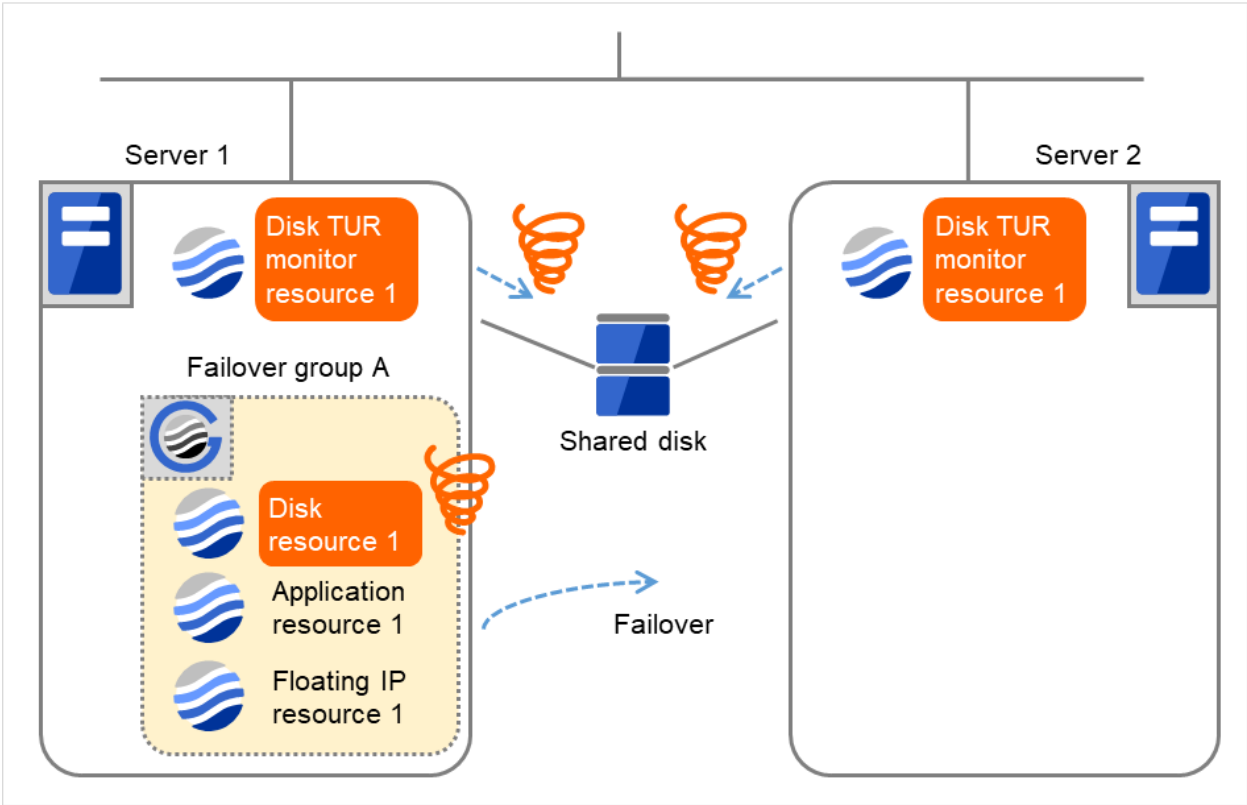 Server 1
Server 2
Disk TUR
monitor
resource 1
Disk TUR
monitor
resource 1
Shared disk
Failover group A
Disk
resource 1
Application
resource 1
Floating IP
resource 1
Failover